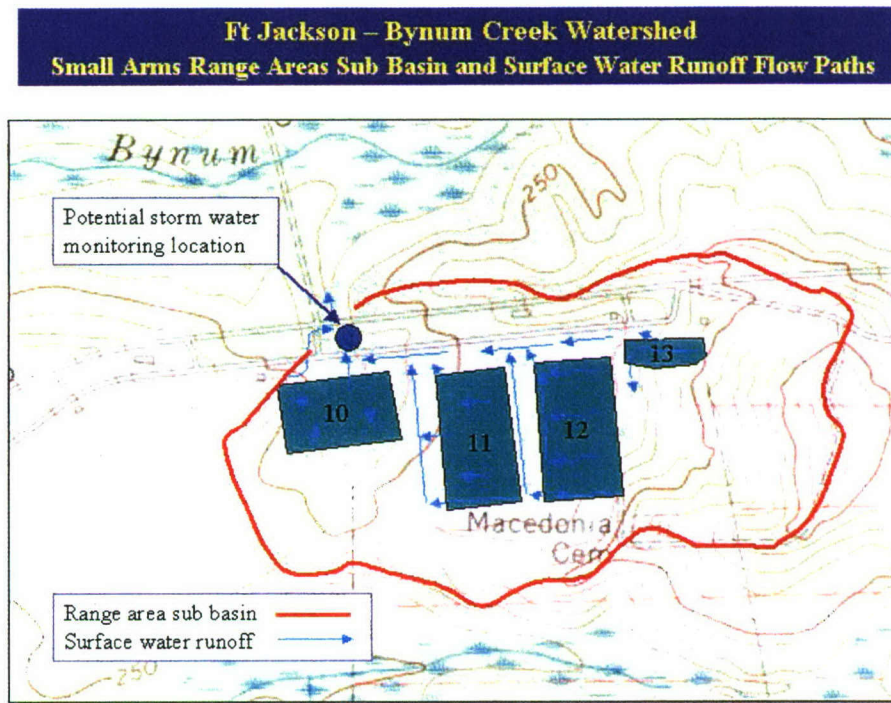 Ft Jackson – Bynum Creek Watershed
Small Arms Range Areas Sub Basin and Surface Water Runoff Flow Paths
Bynum
250
Potential storm water
monitoring location
13
10
11
12
Macedonia
Cem
Range area sub basin
Surface water runoff
250